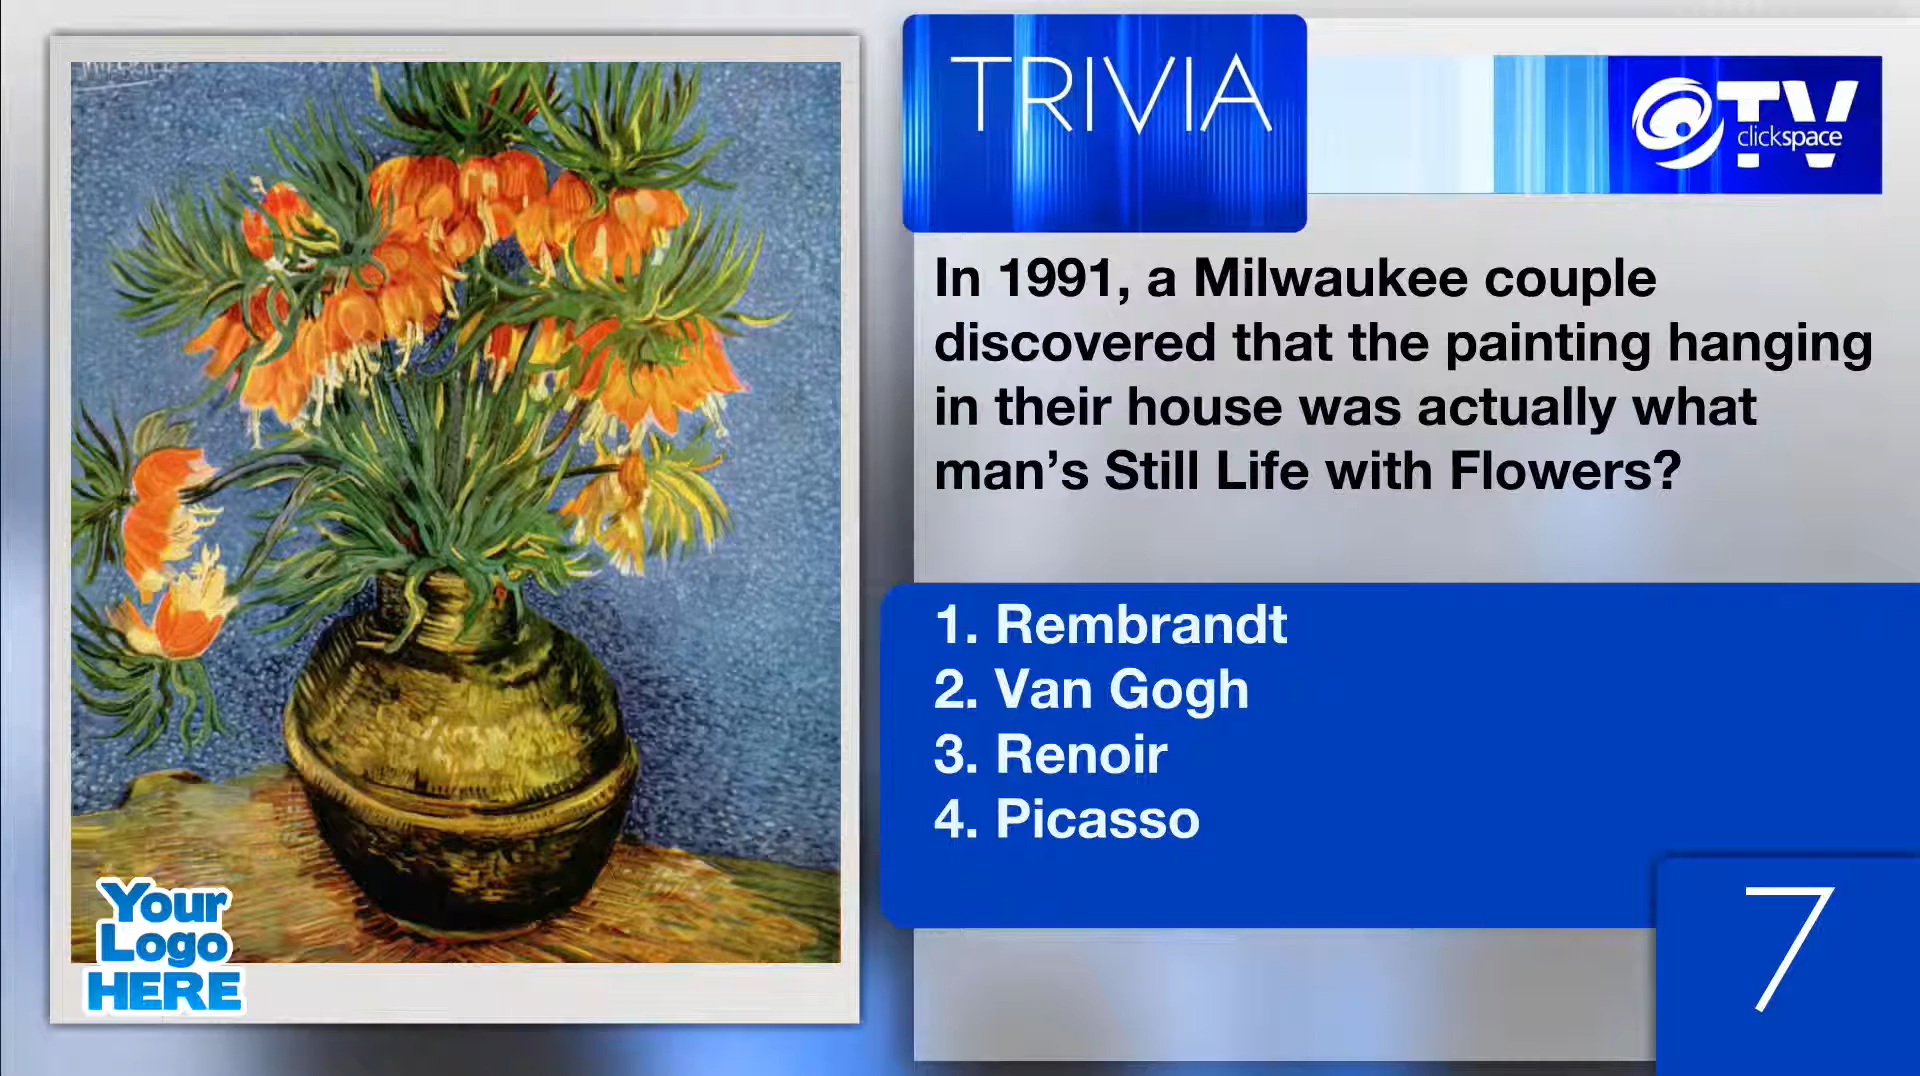 TRIVIA
TV
clickspace
In 1991, a Milwaukee couple
discovered that the painting hanging
in their house was actually what
man’s Still Life with Flowers?
1. Rembrandt
2. Van Gogh
3. Renoir
4. Picasso
7
Your
Logo
HERE